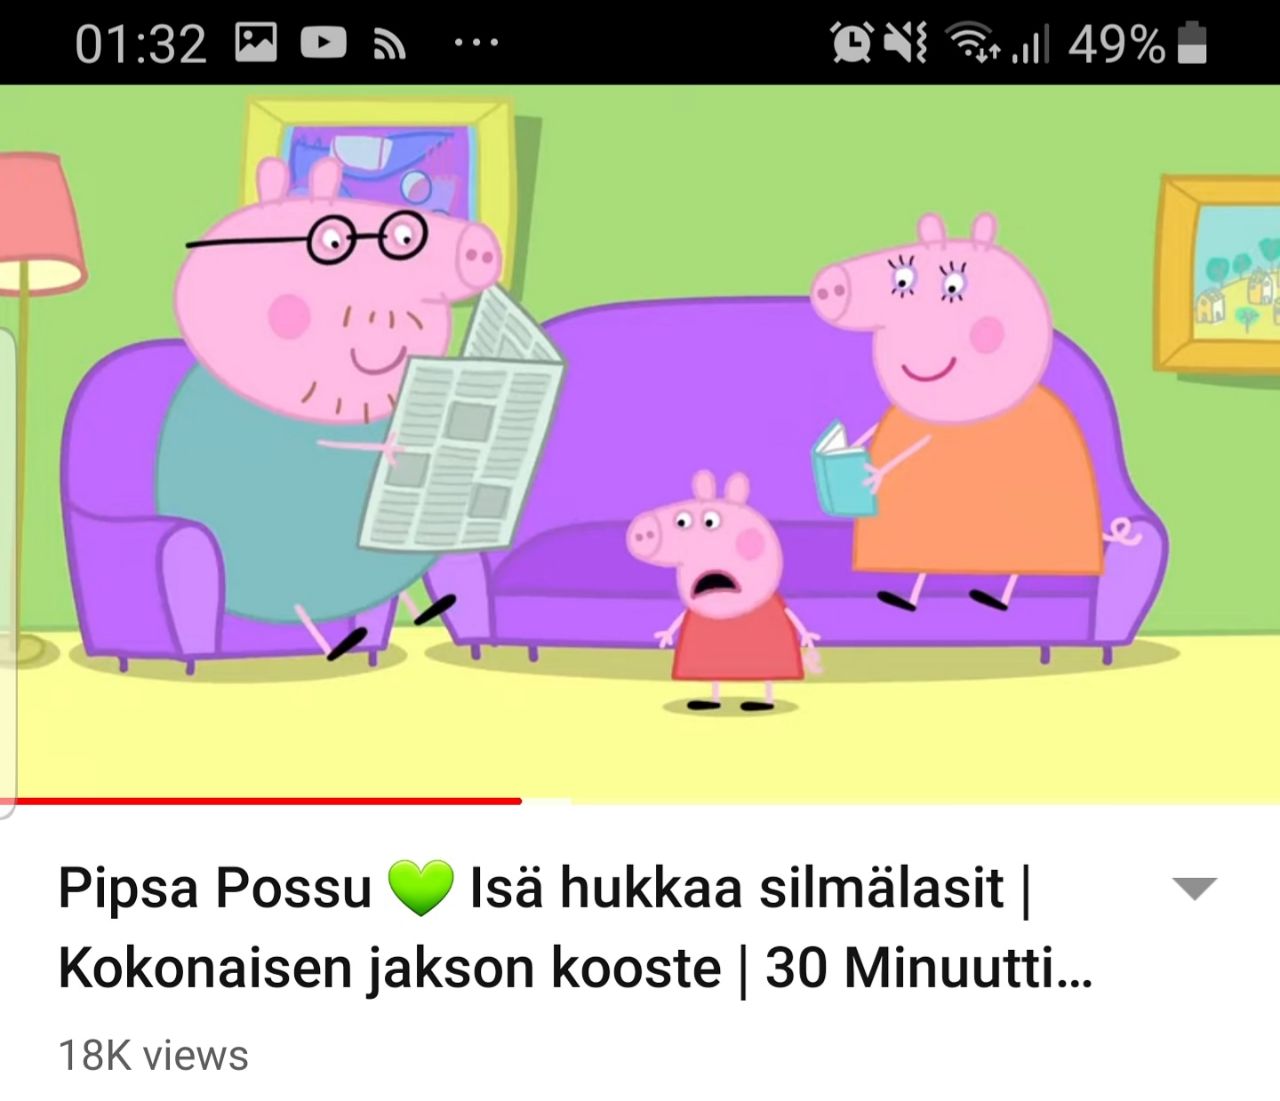 01:32 ... 49%
Pipsa Possu 💚 Isä hukkaa silmälasit |
Kokonaisen jakson kooste | 30 Minuutti...
18K views